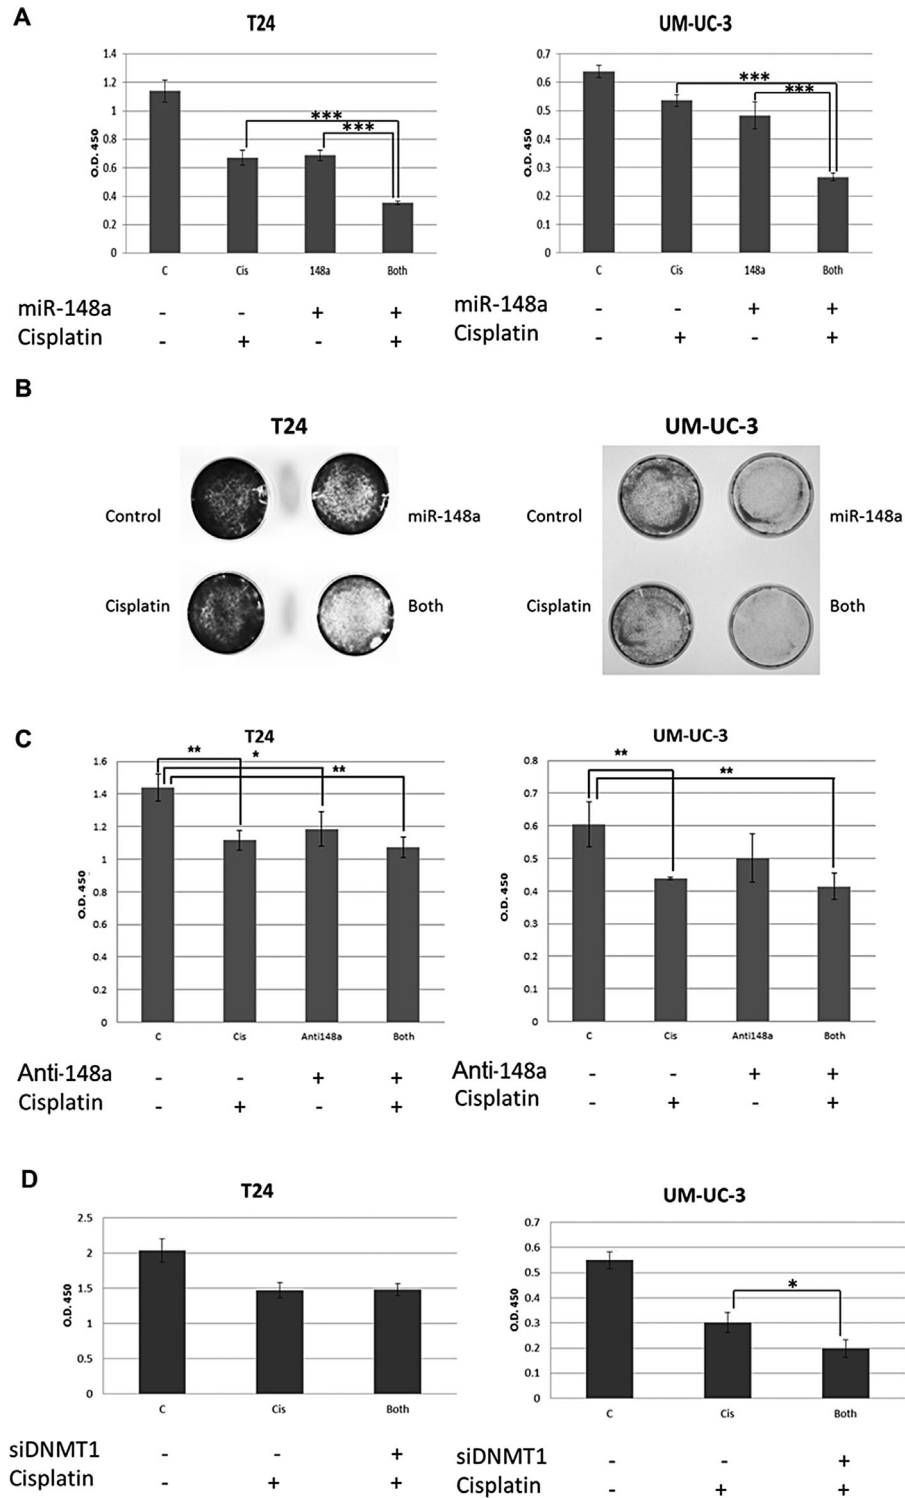 A
T24
UM-UC-3
1.4
1.2
1
0.8
0.6
0.4
0.2
0
O.D. 450
***
***
C Cis 148a Both
miR-148a - - + +
Cisplatin - + - +
0.7
0.6
0.5
0.4
0.3
0.2
0.1
0
O.D. 450
***
***
C Cis 148a Both
miR-148a - - + +
Cisplatin - + - +
B
T24
UM-UC-3
Control miR-148a
Cisplatin Both
Control miR-148a
Cisplatin Both
C
T24
1.6
1.4
1.2
1
0.8
0.6
0.4
0.2
0
O.D. 450
**
*
**
C Cis Anti148a Both
Anti-148a - - + +
Cisplatin - + - +
UM-UC-3
0.8
0.7
0.6
0.5
0.4
0.3
0.2
0.1
0
O.D. 450
**
**
C Cis Anti148a Both
Anti-148a - - + +
Cisplatin - + - +
D
T24
2.5
2
1.5
1
0.5
0
O.D. 450
C Cis Both
siDNMT1 - - +
Cisplatin - + +
UM-UC-3
0.7
0.6
0.5
0.4
0.3
0.2
0.1
0
O.D. 450
*
C Cis Both
siDNMT1 - - +
Cisplatin - + +